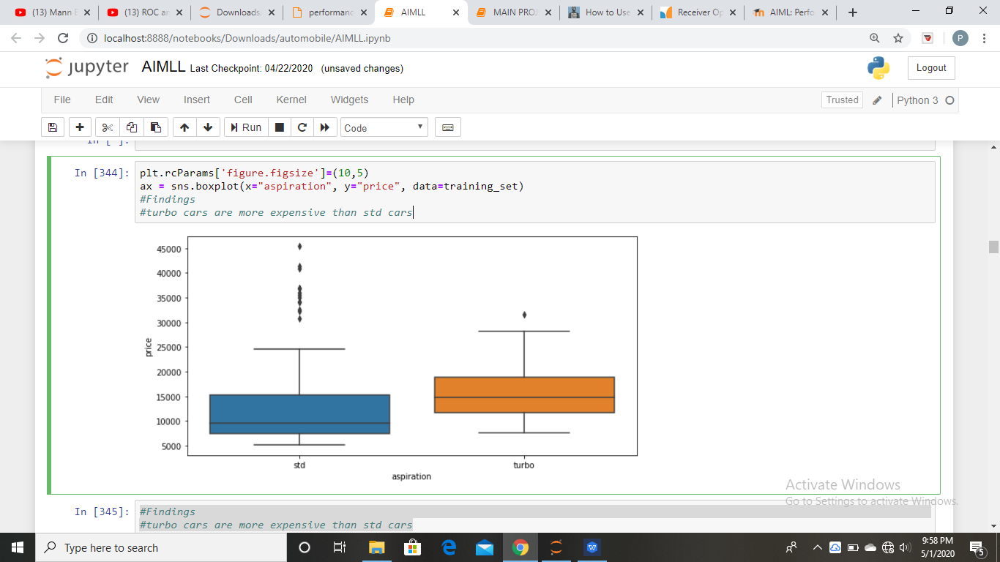 (13) Mann
(13) ROC ar
Downloads
performanc
AIMLL
MAIN PROJ
How to Use
Receiver Op
AIML: Perfo
localhost:8888/notebooks/Downloads/automobile/AIMLL.ipynb
P
jupyter AIMLL Last Checkpoint: 04/22/2020 (unsaved changes)
Logout
File Edit View Insert Cell Kernel Widgets Help
Trusted Python 3
Run Code
In [ ]:
In [344]: plt.rcParams['figure.figsize']=(10,5)
ax = sns.boxplot(x="aspiration", y="price", data=training_set)
#Findings
#turbo cars are more expensive than std cars
45000
40000
35000
30000
25000
20000
15000
10000
5000
price
std turbo
aspiration
Activate Windows
Go to Settings to activate Windows.
In [345]: #Findings
#turbo cars are more expensive than std cars
Type here to search
9:58 PM
5/1/2020
5